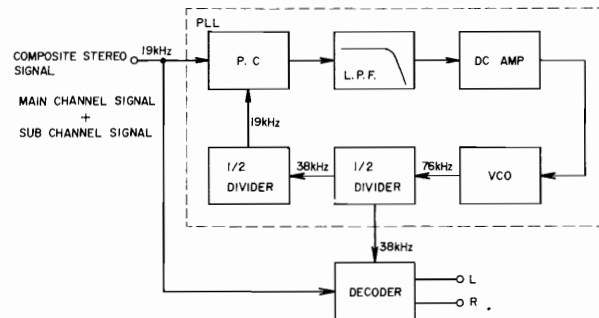 PLL
19kHz
COMPOSITE STEREO
SIGNAL
MAIN CHANNEL SIGNAL
+
SUB CHANNEL SIGNAL
P. C
L.P.F.
DC AMP
19kHz
1/2
DIVIDER
38kHz
1/2
DIVIDER
76kHz
VCO
38kHz
DECODER
L
R